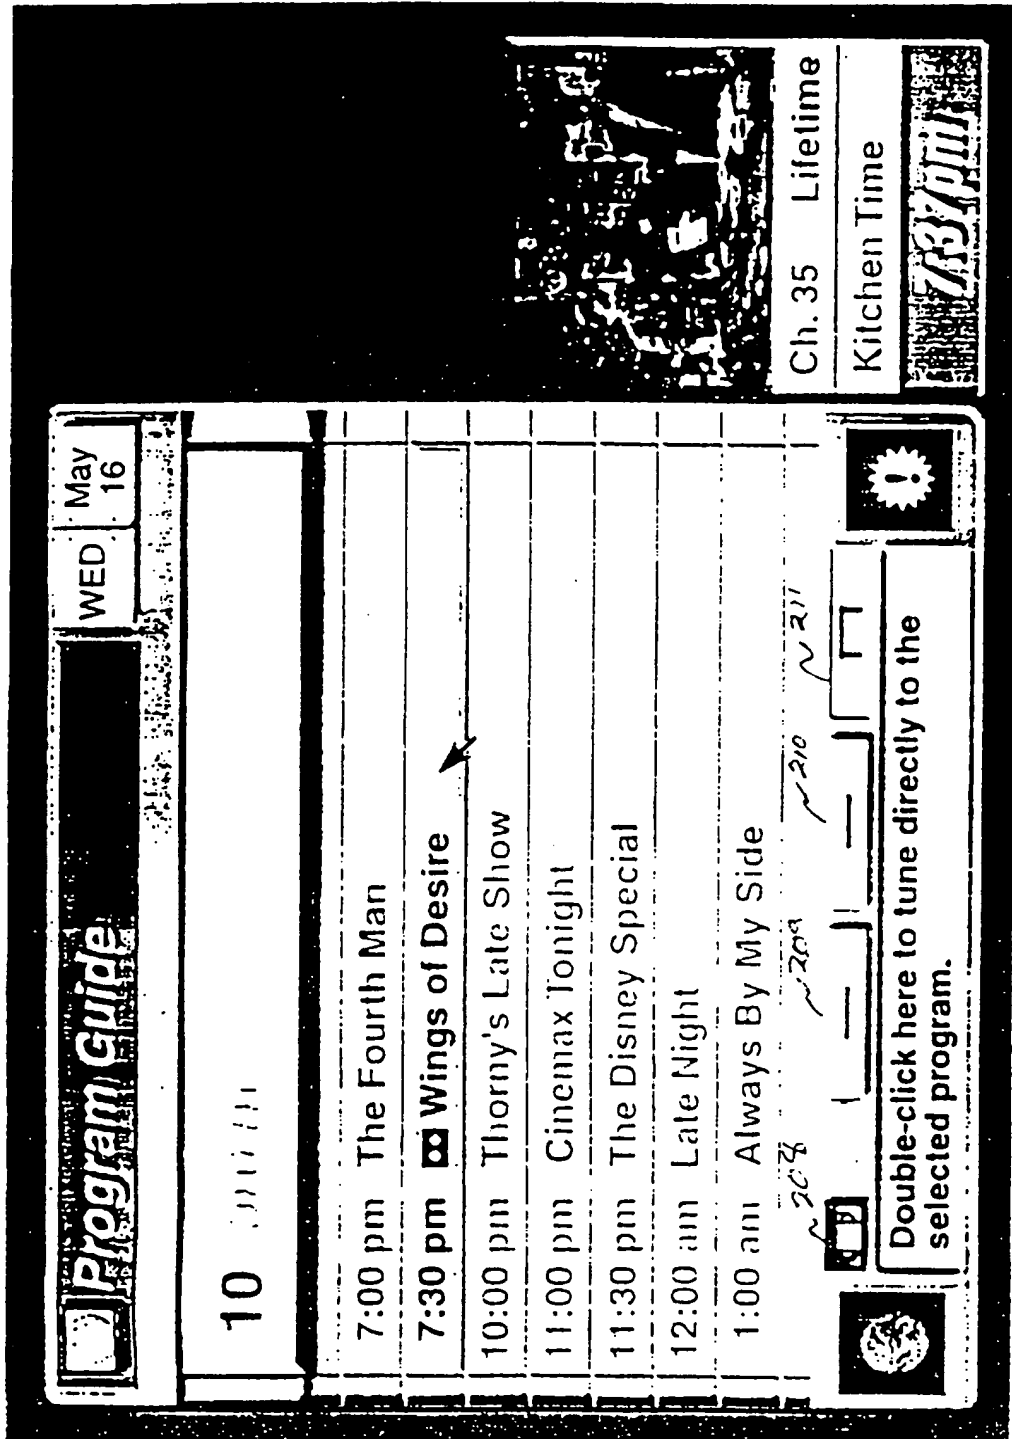 Program Guide
WED
May
16
10
7:00 pm The Fourth Man
7:30 pm Wings of Desire
10:00 pm Thorny's Late Show
11:00 pm Cinemax Tonight
11:30 pm The Disney Special
12:00 am Late Night
1:00 am Always By My Side
208
209
210
211
Double-click here to tune directly to the
selected program.
!
Ch. 35 Lifetime
Kitchen Time
7:37pm